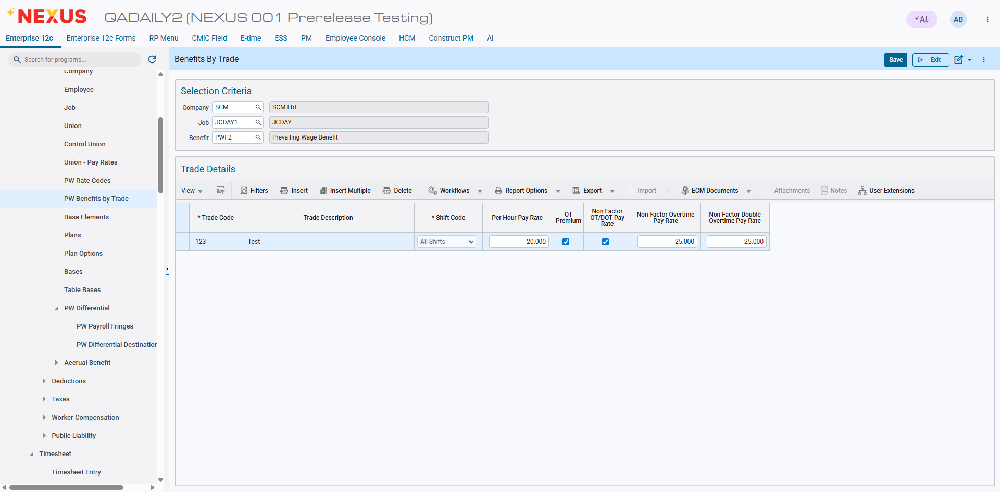 NEXUS
QADAILY2 (NEXUS 001 Prerelease Testing)
AI
AB
Enterprise 12c
Enterprise 12c Forms
RP Menu
CMiC Field
E-time
ESS
PM
Employee Console
HCM
Construct PM
AI
Search for programs...
Company
Employee
Job
Union
Control Union
Union - Pay Rates
PW Rate Codes
PW Benefits by Trade
Base Elements
Plans
Plan Options
Bases
Table Bases
PW Differential
PW Payroll Fringes
PW Differential Destination
Accrual Benefit
Deductions
Taxes
Worker Compensation
Public Liability
Timesheet
Timesheet Entry
Benefits By Trade
Save
Exit
Selection Criteria
Company SCM SCM Ltd
Job JCDAY1 JCDAY
Benefit PWF2 Prevailing Wage Benefit
Trade Details
View Filters Insert Insert Multiple Delete Workflows Report Options Export Import ECM Documents Attachments Notes User Extensions
* Trade Code
Trade Description
* Shift Code
Per Hour Pay Rate
OT
Premium
Non Factor
OT/DOT Pay
Rate
Non Factor Overtime
Pay Rate
Non Factor Double
Overtime Pay Rate
123 Test All Shifts 20.000 25.000 25.000